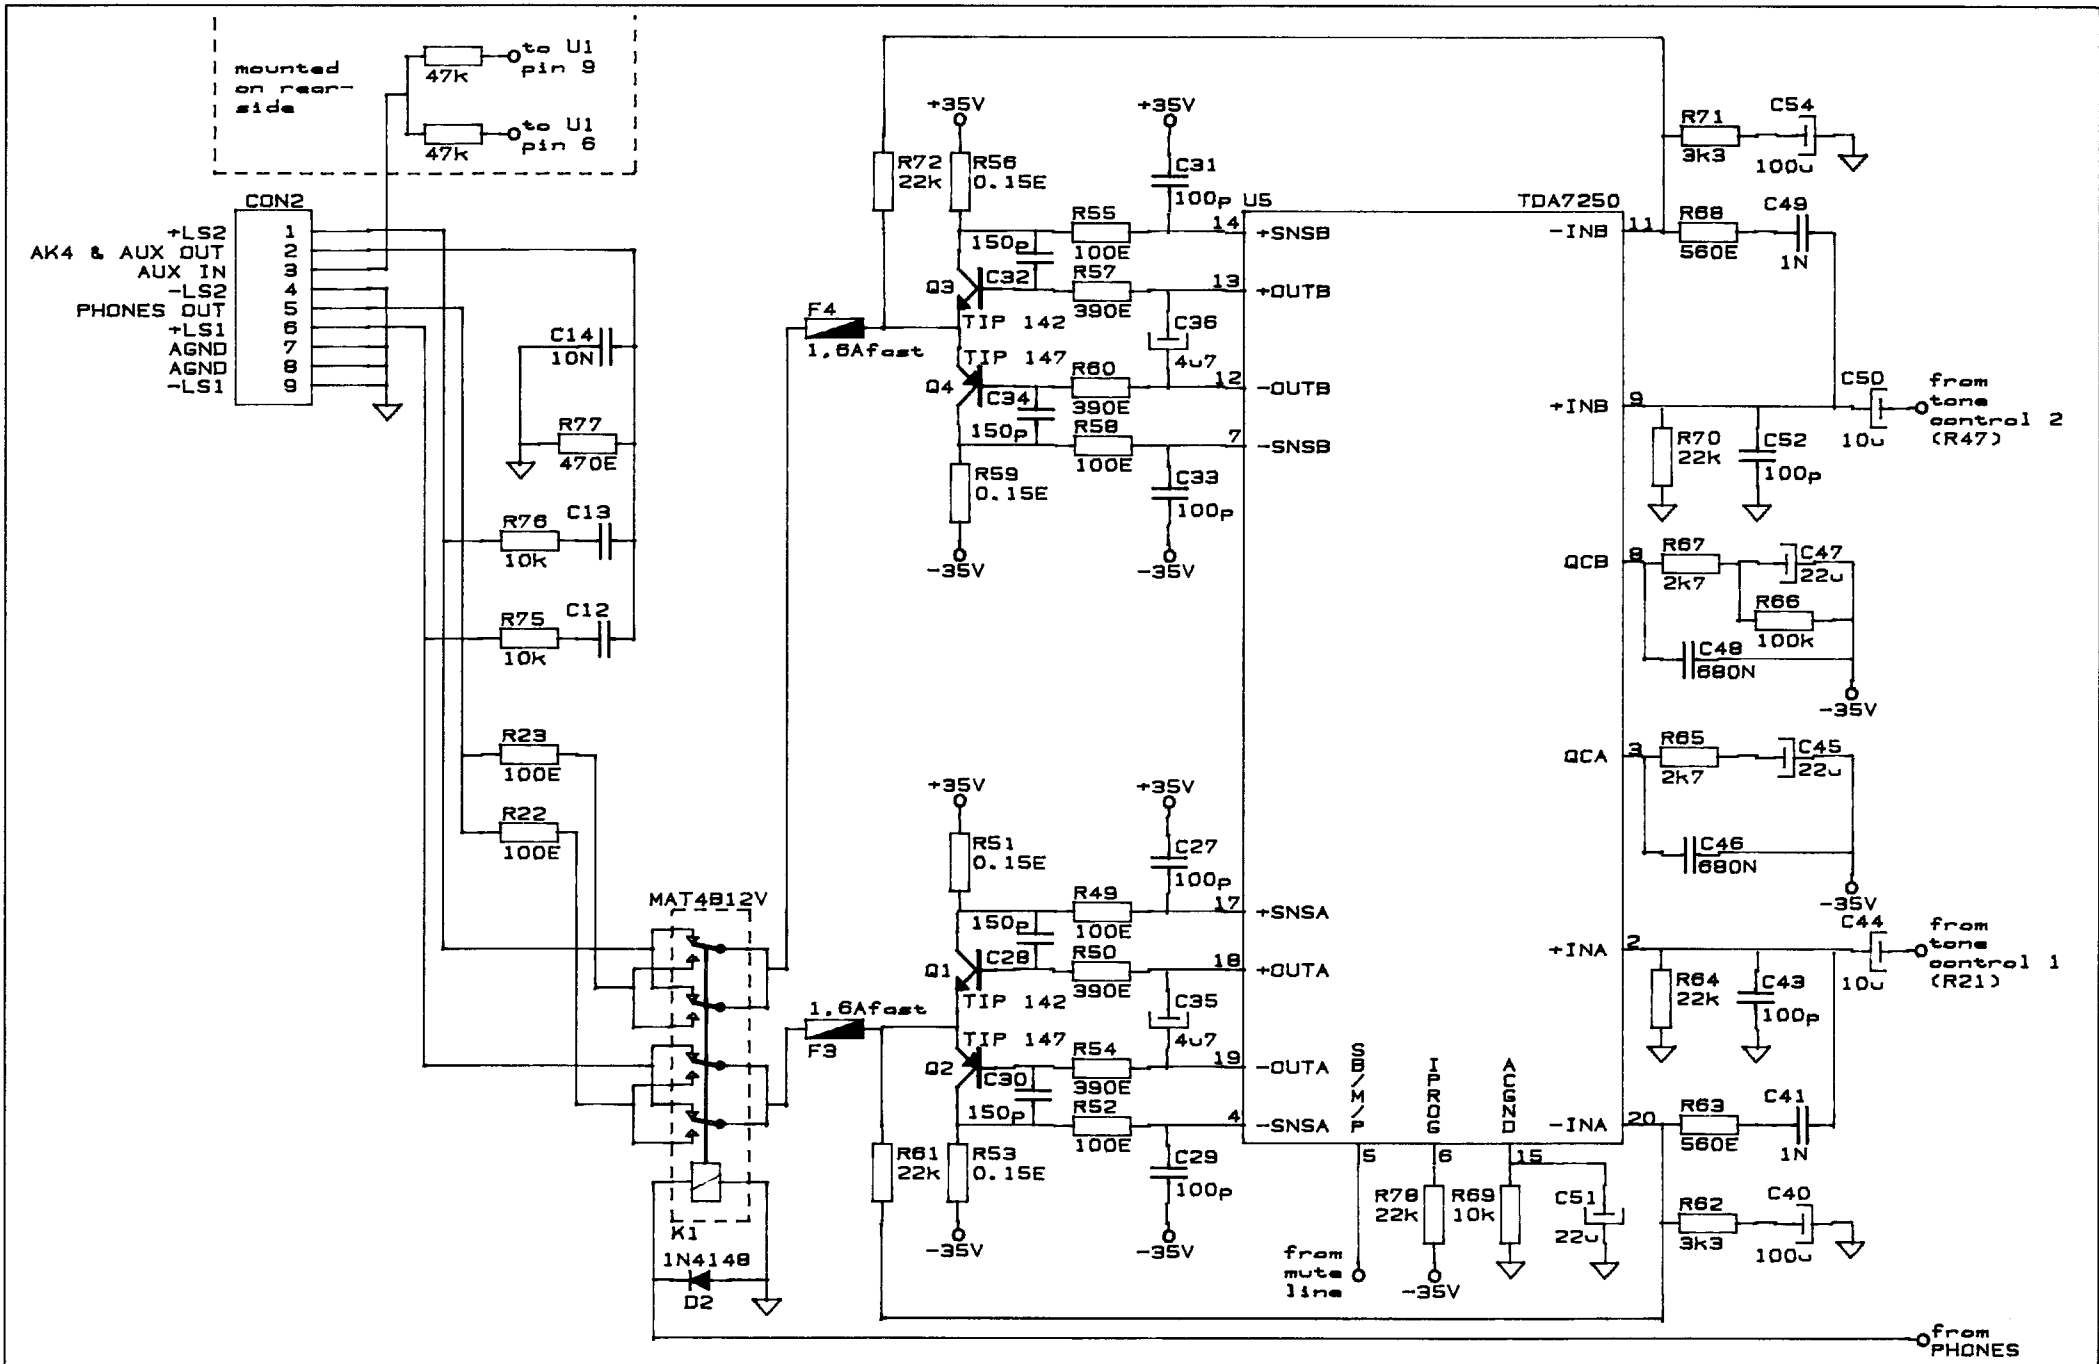 mounted
on rear-
side
47k
to U1
pin 9
47k
to U1
pin 6
CON2
+LS2 1
AK4 & AUX OUT 2
AUX IN 3
-LS2 4
PHONES OUT 5
+LS1 6
AGND 7
AGND 8
-LS1 9
C14
10N
R77
470E
R76
10k
C13
R75
10k
C12
R23
100E
R22
100E
MAT4B12V
K1
1N4148
D2
F4
1,6Afast
1,6Afast
F3
R72
22k
+35V
R56
0.15E
+35V
C31
100p
R55
100E
150p
C32
R57
390E
Q3
TIP 142
C36
4u7
TIP 147
Q4
R60
390E
C34
150p
R58
100E
R59
0.15E
C33
100p
-35V
-35V
+35V
R51
0.15E
+35V
C27
100p
R49
100E
150p
C28
R50
390E
Q1
TIP 142
C35
4u7
TIP 147
Q2
R54
390E
C30
150p
R52
100E
R61
22k
R53
0.15E
C29
100p
-35V
-35V
U5
TDA7250
14 +SNSB
13 +OUTB
12 -OUTB
7 -SNSB
17 +SNSA
18 +OUTA
19 -OUTA
4 -SNSA
-INB 11
+INB 9
QCB 8
QCA 3
+INA 2
-INA 20
SB/M/P
5
IPROG
6
ACGND
15
R71
3k3
C54
100u
R68
560E
C49
1N
C50
10u
from
tone
control 2
(R47)
R70
22k
C52
100p
R67
2k7
C47
22u
R66
100k
C48
680N
-35V
R65
2k7
C45
22u
C46
680N
-35V
C44
10u
from
tone
control 1
(R21)
R64
22k
C43
100p
R63
560E
C41
1N
R62
3k3
C40
100u
R78
22k
R69
10k
C51
22u
from
mute
line
-35V
from
PHONES